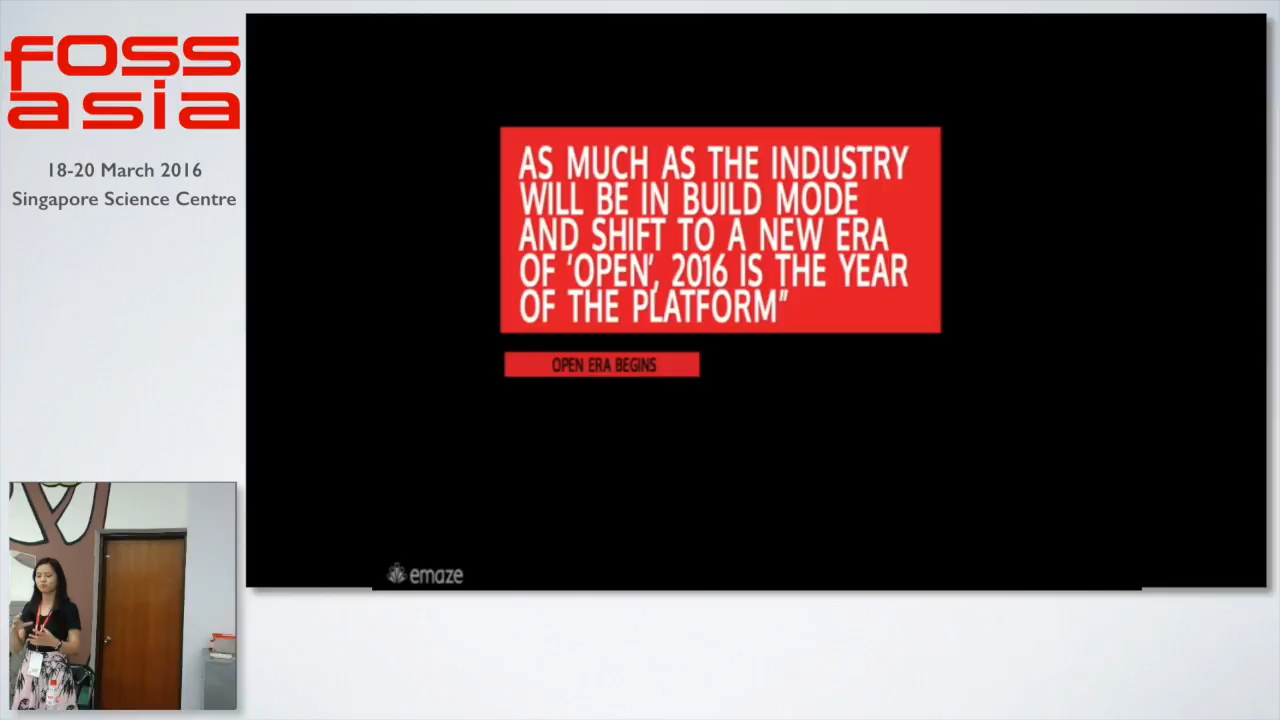 foss
asia
18-20 March 2016
Singapore Science Centre
AS MUCH AS THE INDUSTRY
WILL BE IN BUILD MODE
AND SHIFT TO A NEW ERA
OF ‘OPEN’, 2016 IS THE YEAR
OF THE PLATFORM”
OPEN ERA BEGINS
emaze